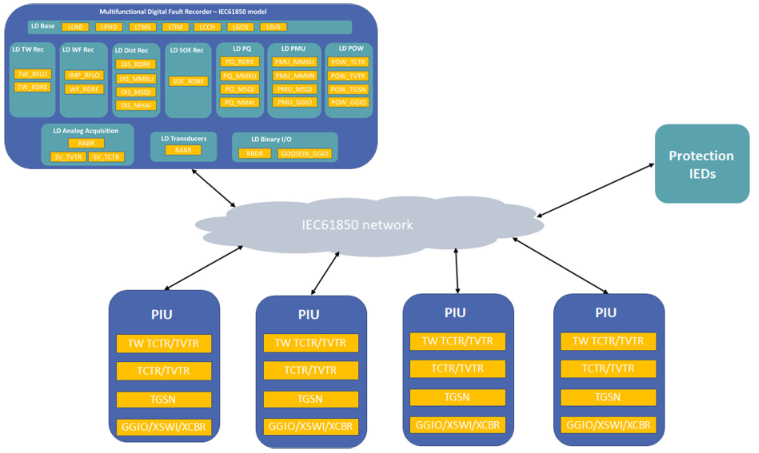 Multifunctional Digital Fault Recorder – IEC61850 model
LD Base
LLN0 LPHD LTMS LTIM LCCH LGOS LSVS
LD TW Rec LD WF Rec LD Dist Rec LD SOE Rec LD PQ LD PMU LD POW
TW_RFLO
TW_RDRE
IMP_RFLO
WF_RDRE
DIS_RDRE
DIS_MMXU
DIS_MSQI
DIS_MHAI
SOE_RDRE
PQ_RDRE
PQ_MMXU
PQ_MSQI
PQ_MHAI
PMU_MMXU
PMU_MMXN
PMU_MSQI
PMU_GGIO
POW_TCTR
POW_TVTR
POW_TGSN
POW_GGIO
LD Analog Acquisition
RABR
SV_TVTR SV_TCTR
LD Transducers
RABR
LD Binary I/O
RBDR GOOSEIN_GGIO
Protection
IEDs
IEC61850 network
PIU
TW TCTR/TVTR
TCTR/TVTR
TGSN
GGIO/XSWI/XCBR
PIU
TW TCTR/TVTR
TCTR/TVTR
TGSN
GGIO/XSWI/XCBR
PIU
TW TCTR/TVTR
TCTR/TVTR
TGSN
GGIO/XSWI/XCBR
PIU
TW TCTR/TVTR
TCTR/TVTR
TGSN
GGIO/XSWI/XCBR